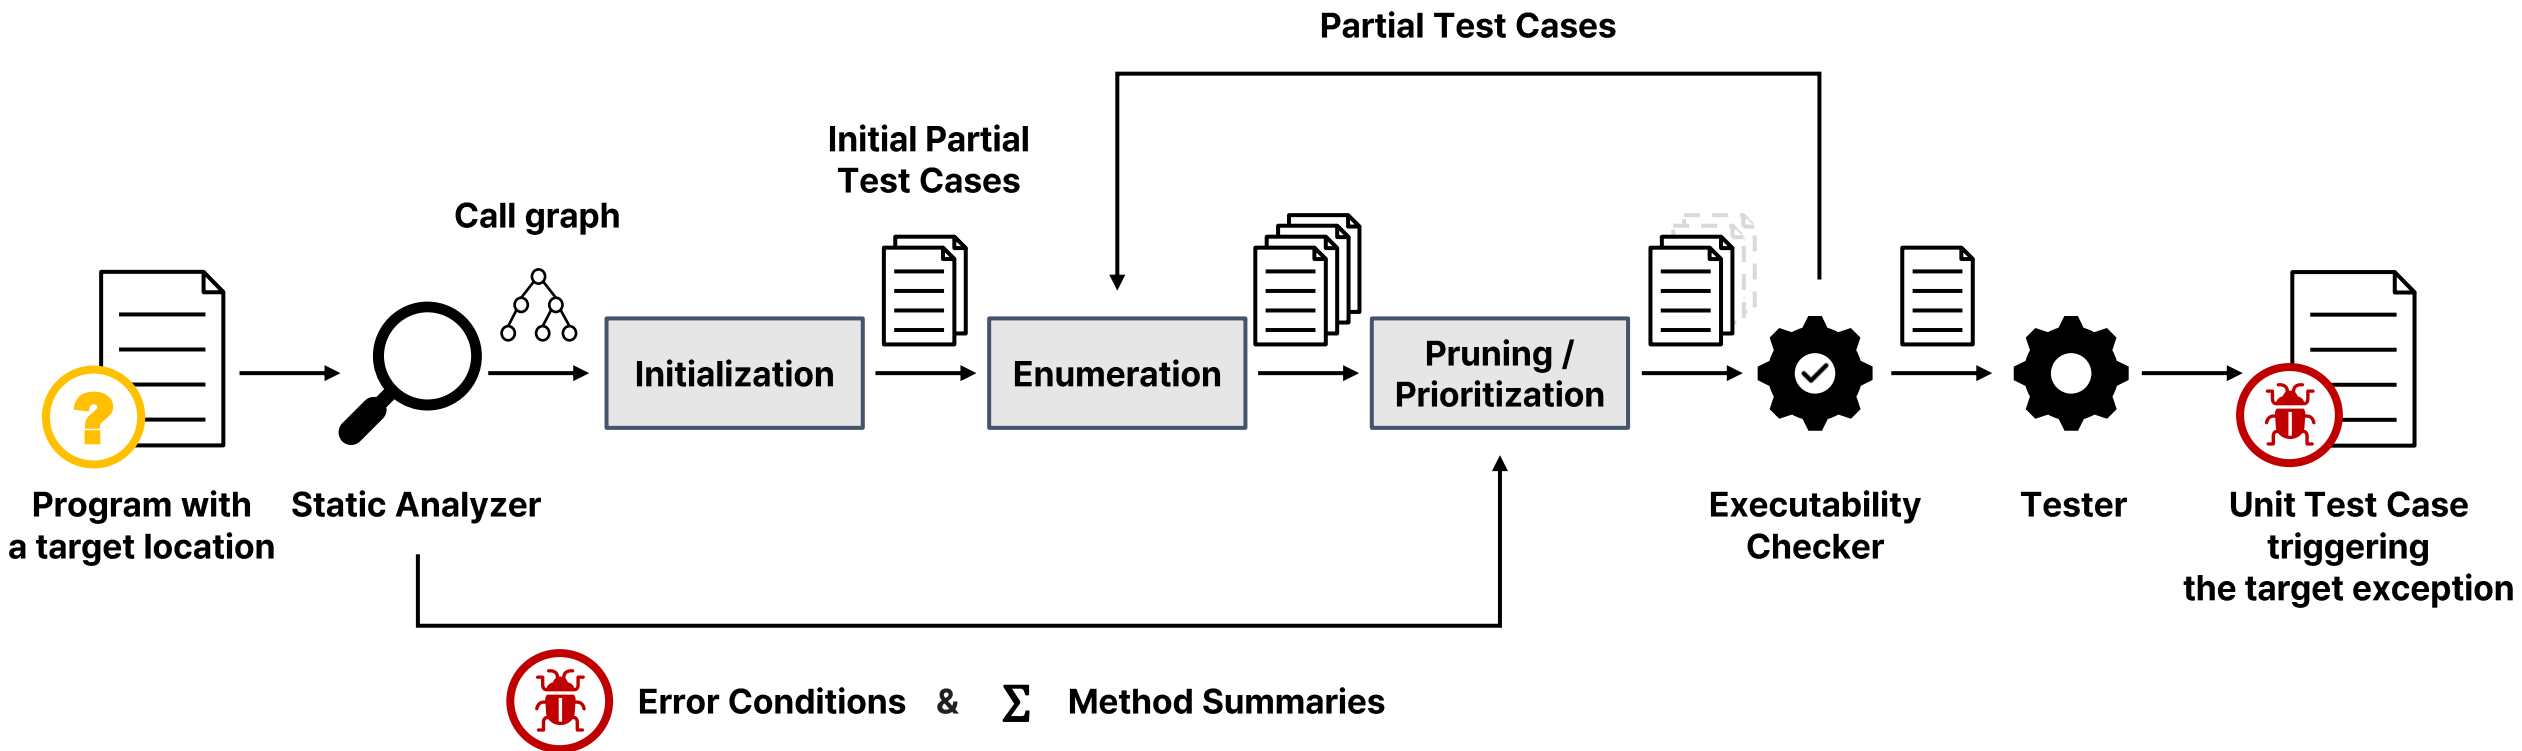 Partial Test Cases
Initial Partial
Test Cases
Call graph
Initialization
Enumeration
Pruning /
Prioritization
?
Program with
a target location
Static Analyzer
Executability
Checker
Tester
Unit Test Case
triggering
the target exception
Error Conditions & Σ Method Summaries